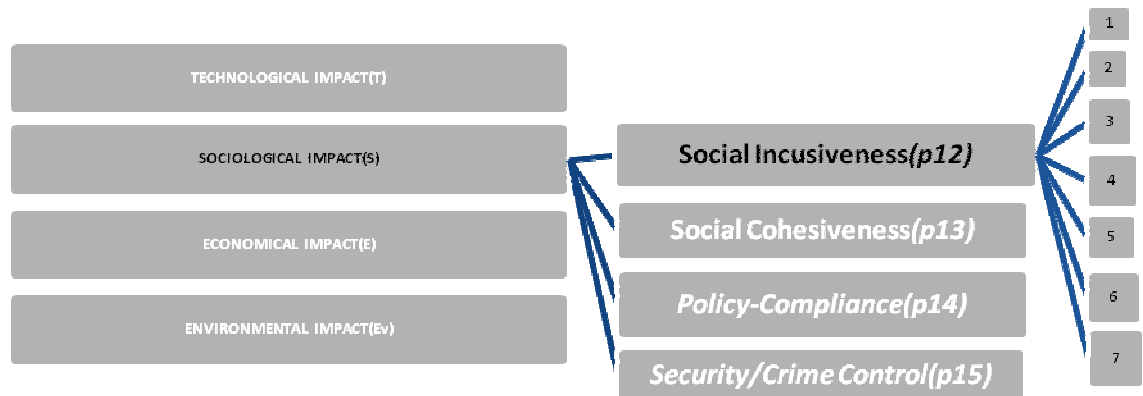 TECHNOLOGICAL IMPACT(T)
SOCIOLOGICAL IMPACT(S)
ECONOMICAL IMPACT(E)
ENVIRONMENTAL IMPACT(Ev)
Social Incusiveness(p12)
Social Cohesiveness(p13)
Policy-Compliance(p14)
Security/Crime Control(p15)
1
2
3
4
5
6
7